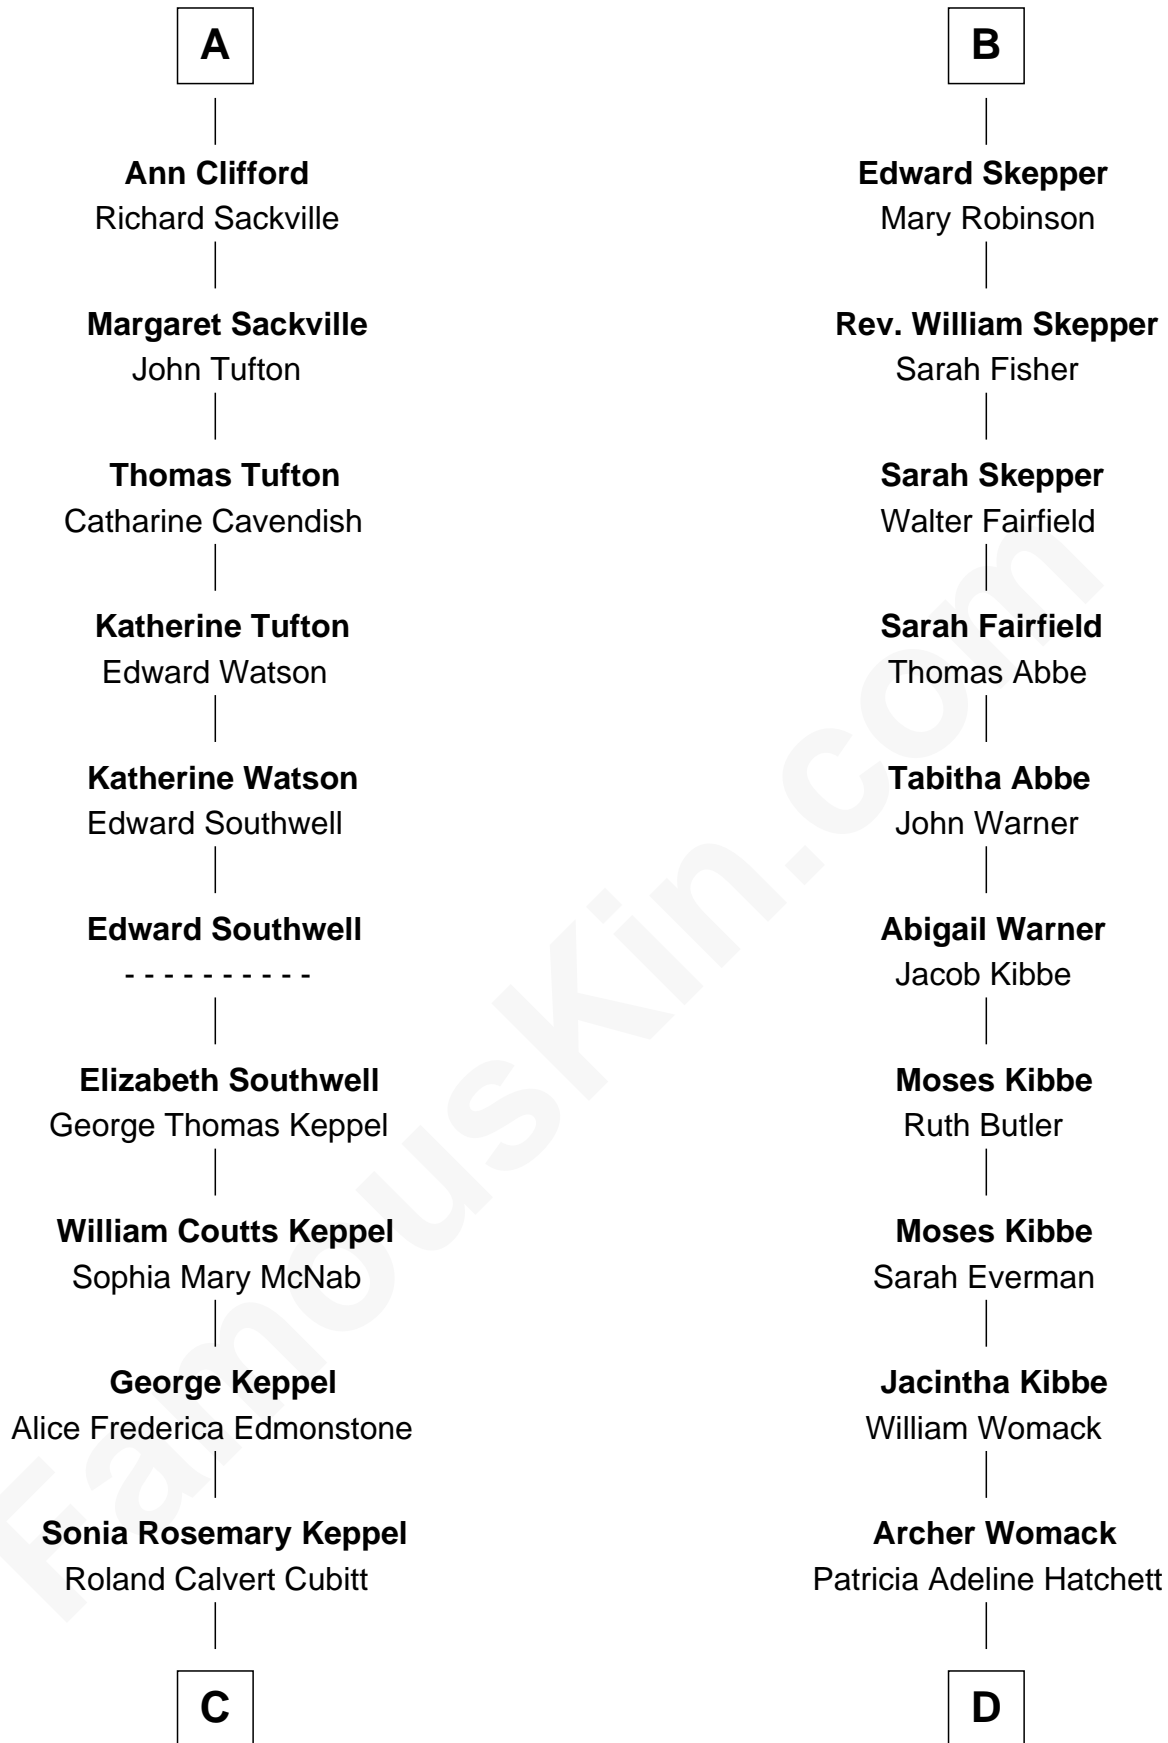 A
Ann Clifford
Richard Sackville
Margaret Sackville
John Tufton
Thomas Tufton
Catharine Cavendish
Katherine Tufton
Edward Watson
Katherine Watson
Edward Southwell
Edward Southwell
- - - - - - - - - -
Elizabeth Southwell
George Thomas Keppel
William Coutts Keppel
Sophia Mary McNab
George Keppel
Alice Frederica Edmonstone
Sonia Rosemary Keppel
Roland Calvert Cubitt
C
B
Edward Skepper
Mary Robinson
Rev. William Skepper
Sarah Fisher
Sarah Skepper
Walter Fairfield
Sarah Fairfield
Thomas Abbe
Tabitha Abbe
John Warner
Abigail Warner
Jacob Kibbe
Moses Kibbe
Ruth Butler
Moses Kibbe
Sarah Everman
Jacintha Kibbe
William Womack
Archer Womack
Patricia Adeline Hatchett
D
FamousKin.com